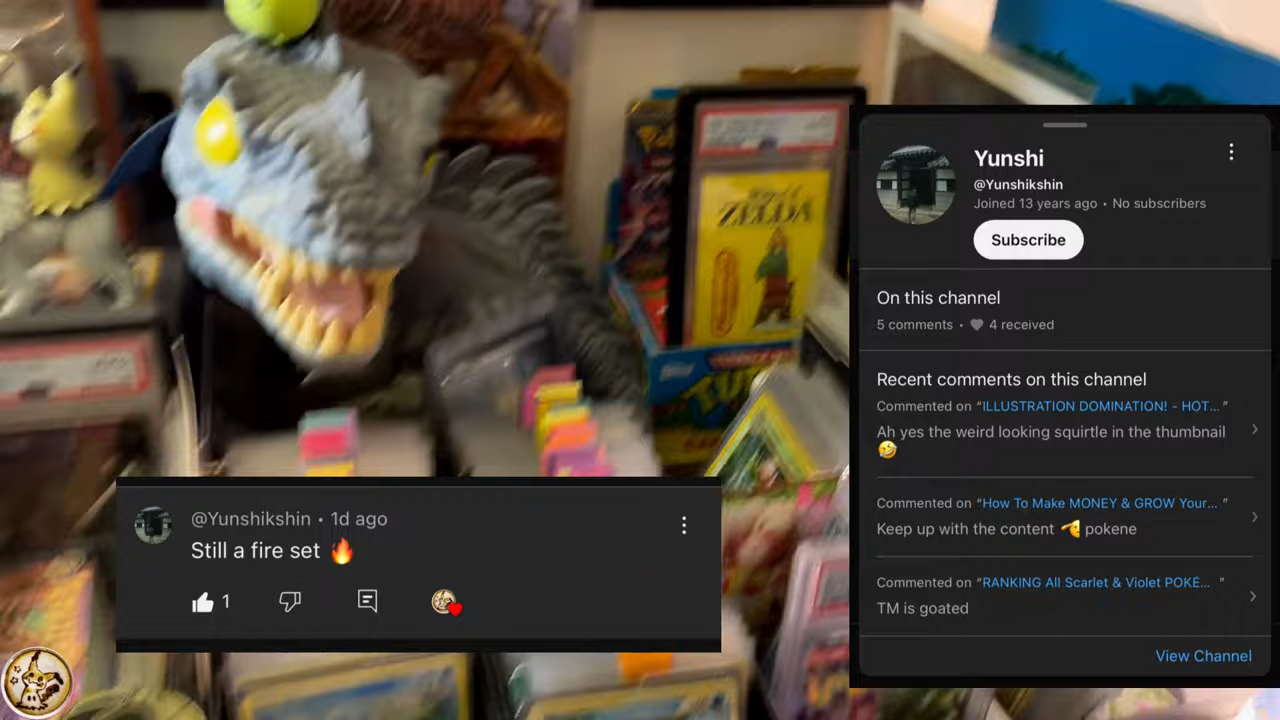 ZELDA
Yunshi
@Yunshikshin
Joined 13 years ago • No subscribers
Subscribe
On this channel
5 comments • 🖤 4 received
Recent comments on this channel
Commented on “ILLUSTRATION DOMINATION! - HOT... ”
Ah yes the weird looking squirtle in the thumbnail
🤣
Commented on “How To Make MONEY & GROW Your... ”
Keep up with the content 🫡 pokene
Commented on “RANKING All Scarlet & Violet POKÉ... ”
TM is goated
View Channel
@Yunshikshin • 1d ago
Still a fire set 🔥
1